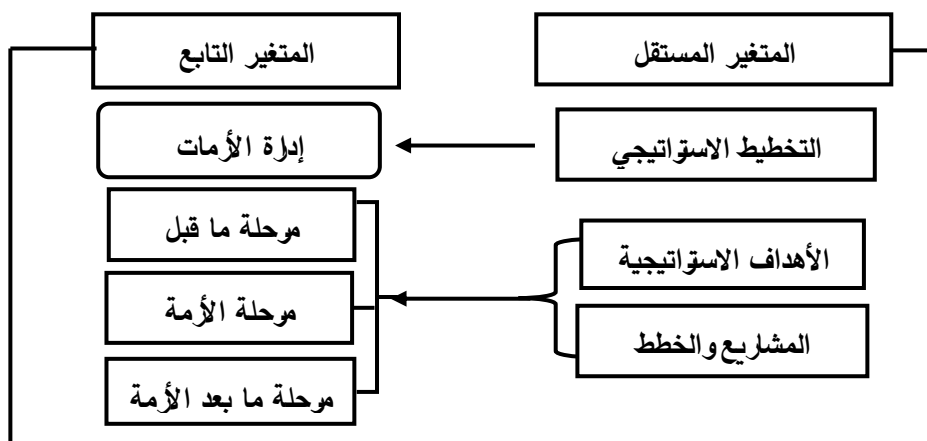 المتغير المستقل
المتغير التابع
التخطيط الاستراتيجي
إدارة الأزمات
الأهداف الاستراتيجية
المشاريع والخطط
مرحلة ما قبل
مرحلة الأزمة
مرحلة ما بعد الأزمة